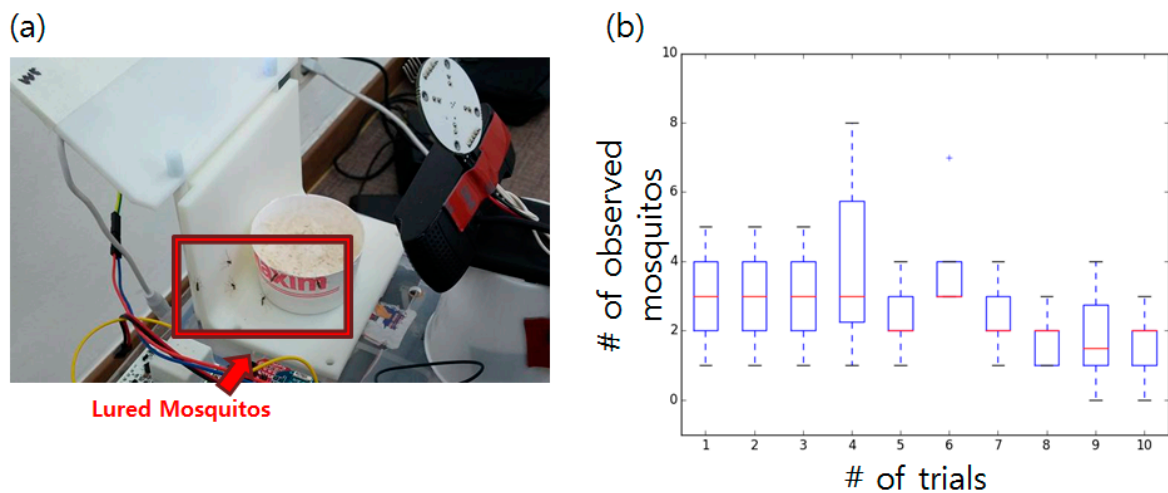 (a)
axim
Lured Mosquitos
(b)
# of observed
mosquitos
10
8
6
4
2
0
1 2 3 4 5 6 7 8 9 10
# of trials